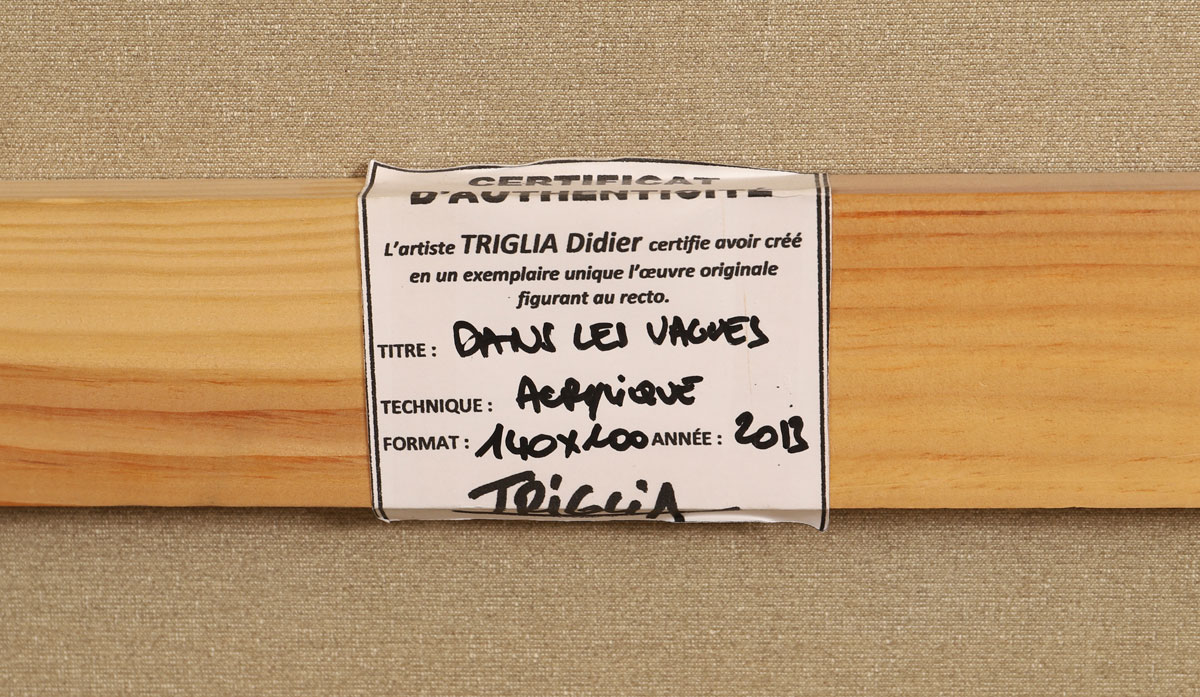 CERTIFICAT
D'AUTHENTICITÉ
L'artiste TRIGLIA Didier certifie avoir créé
en un exemplaire unique l'œuvre originale
figurant au recto.
TITRE : DANS LES VAGUES
TECHNIQUE : ACRYLIQUE
FORMAT : 140x100 ANNÉE : 2013
TRIGLIA